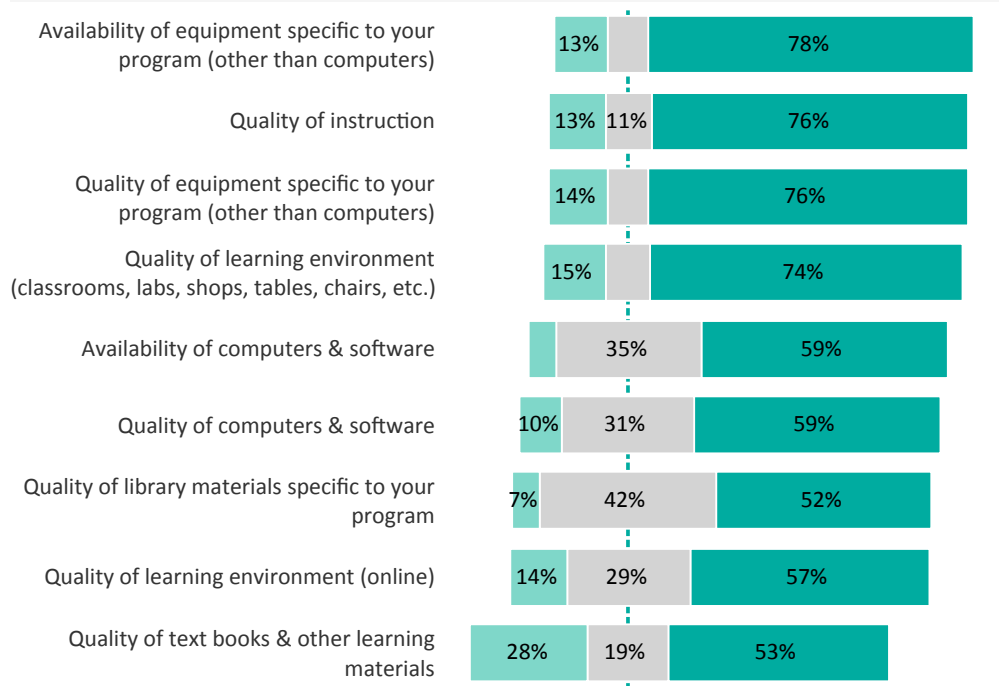 Availability of equipment specific to your
program (other than computers)
13% 78%
Quality of instruction
13% 11% 76%
Quality of equipment specific to your
program (other than computers)
14% 76%
Quality of learning environment
(classrooms, labs, shops, tables, chairs, etc.)
15% 74%
Availability of computers & software
35% 59%
Quality of computers & software
10% 31% 59%
Quality of library materials specific to your
program
7% 42% 52%
Quality of learning environment (online)
14% 29% 57%
Quality of text books & other learning
materials
28% 19% 53%